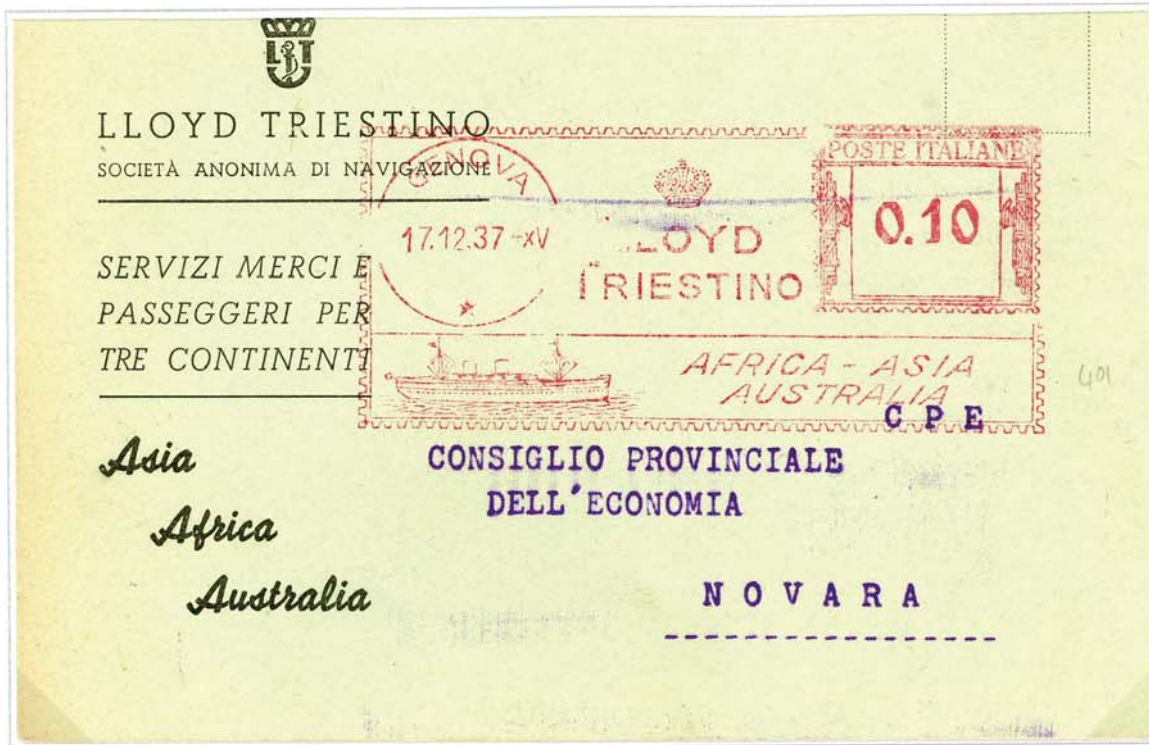 LT
LLOYD TRIESTINO
SOCIETÀ ANONIMA DI NAVIGAZIONE
SERVIZI MERCI E
PASSEGGERI PER
TRE CONTINENTI
Asia
Africa
Australia
GENOVA
17.12.37-XV
LLOYD
TRIESTINO
POSTE ITALIANE
0.10
AFRICA - ASIA
AUSTRALIA
401
C P E
CONSIGLIO PROVINCIALE
DELL'ECONOMIA
NOVARA